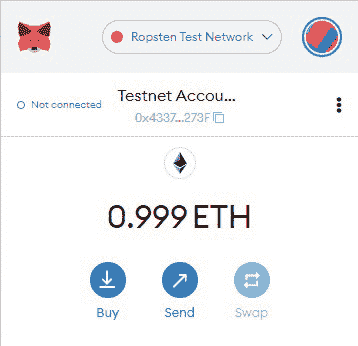 Ropsten Test Network
Not connected
Testnet Accou...
0x4337...273F
0.999 ETH
Buy
Send
Swap